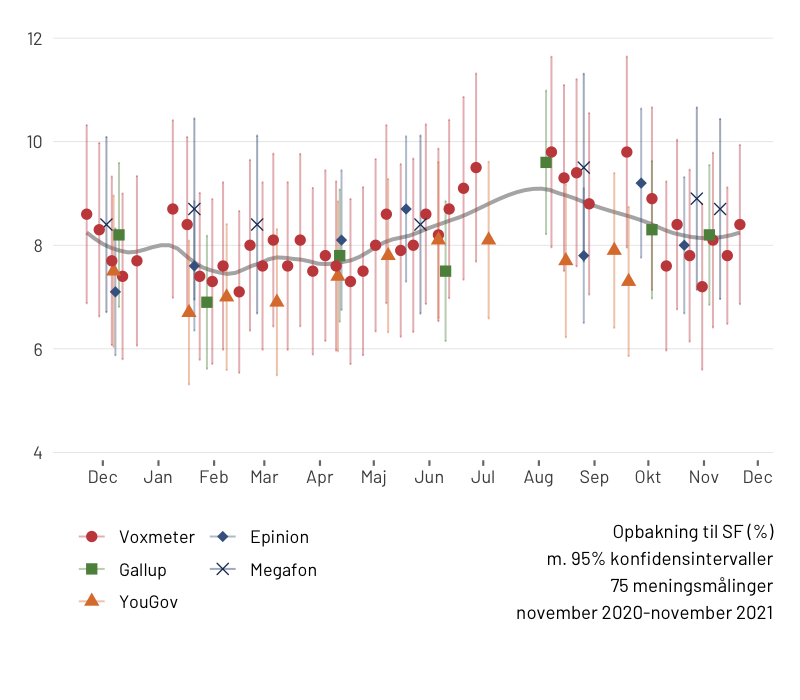 12
10
8
6
4
Dec Jan Feb Mar Apr Maj Jun Jul Aug Sep Okt Nov Dec
Voxmeter Epinion
Gallup Megafon
YouGov
Opbakning til SF (%)
m. 95% konfidensintervaller
75 meningsmålinger
november 2020-november 2021